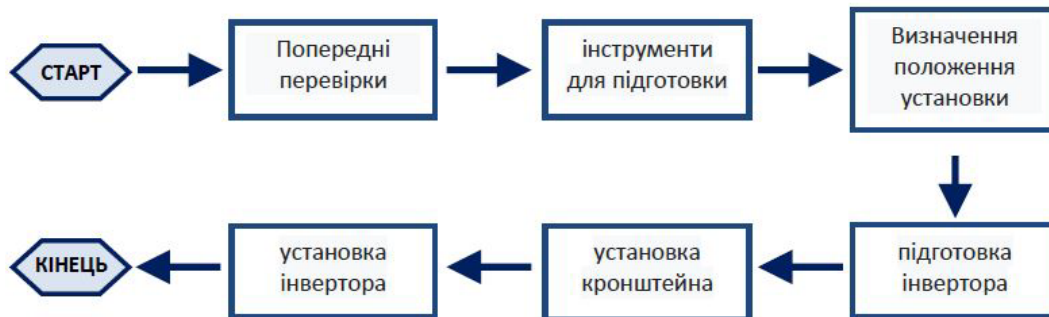 СТАРТ
Попередні
перевірки
інструменти
для підготовки
Визначення
положення
установки
підготовка
інвертора
установка
кронштейна
установка
інвертора
КІНЕЦЬ